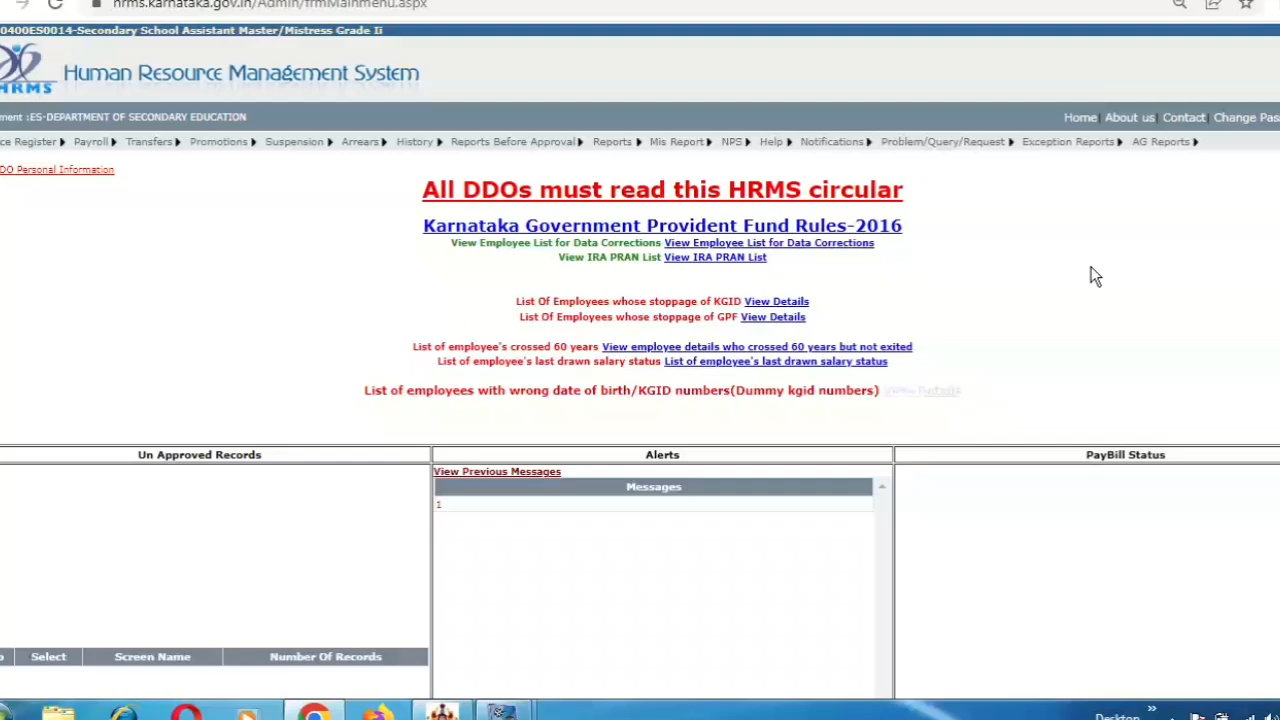 hrms.karnataka.gov.in/Admin/frmMainmenu.aspx
0400ES0014-Secondary School Assistant Master/Mistress Grade Ii
HRMS Human Resource Management System
:ES-DEPARTMENT OF SECONDARY EDUCATION Home About us Contact Change
Register Payroll Transfers Promotions Suspension Arrears History Reports Before Approval Reports Mis Report NPS Help Notifications Problem/Query/Request Exception Reports AG Reports
DO Personal Information
All DDOs must read this HRMS circular
Karnataka Government Provident Fund Rules-2016
View Employee List for Data Corrections View Employee List for Data Corrections
View IRA PRAN List View IRA PRAN List
List Of Employees whose stoppage of KGID View Details
List Of Employees whose stoppage of GPF View Details
List of employee's crossed 60 years View employee details who crossed 60 years but not exited
List of employee's last drawn salary status List of employee's last drawn salary status
List of employees with wrong date of birth/KGID numbers(Dummy kgid numbers) View Details
Un Approved Records Alerts PayBill Status
View Previous Messages
Messages
1
Select Screen Name Number Of Records
Desktop